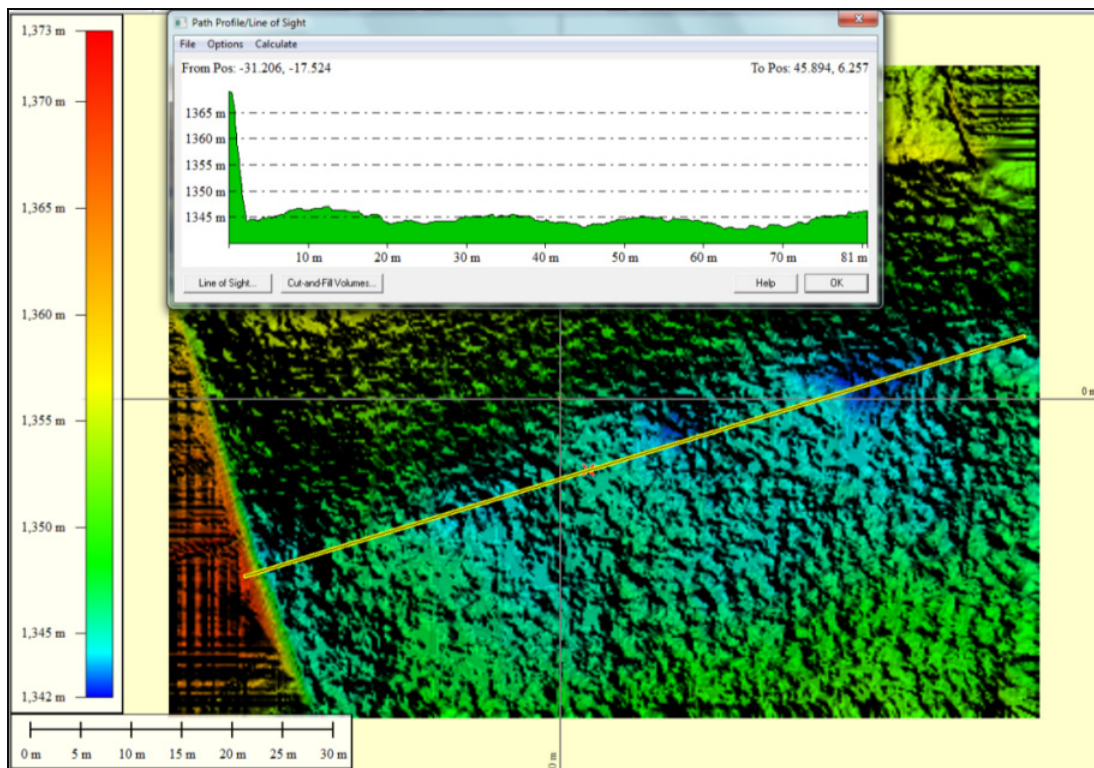 Path Profile/Line of Sight
File Options Calculate
From Pos: -31.206, -17.524 To Pos: 45.894, 6.257
1365 m
1360 m
1355 m
1350 m
1345 m
10 m 20 m 30 m 40 m 50 m 60 m 70 m 81 m
Line of Sight... Cut-and-Fill Volumes... Help OK
1,373 m
1,370 m
1,365 m
1,360 m
1,355 m
1,350 m
1,345 m
1,342 m
0 m
0 m 5 m 10 m 15 m 20 m 25 m 30 m
0 m